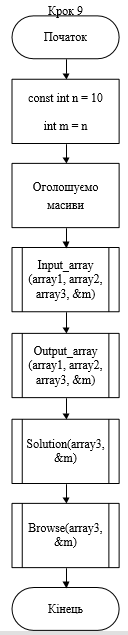 Крок 9
Початок
const int n = 10
int m = n
Оголошуємо
масиви
Input_array
(array1, array2,
array3, &m)
Output_array
(array1, array2,
array3, &m)
Solution(array3,
&m)
Browse(array3,
&m)
Кінець